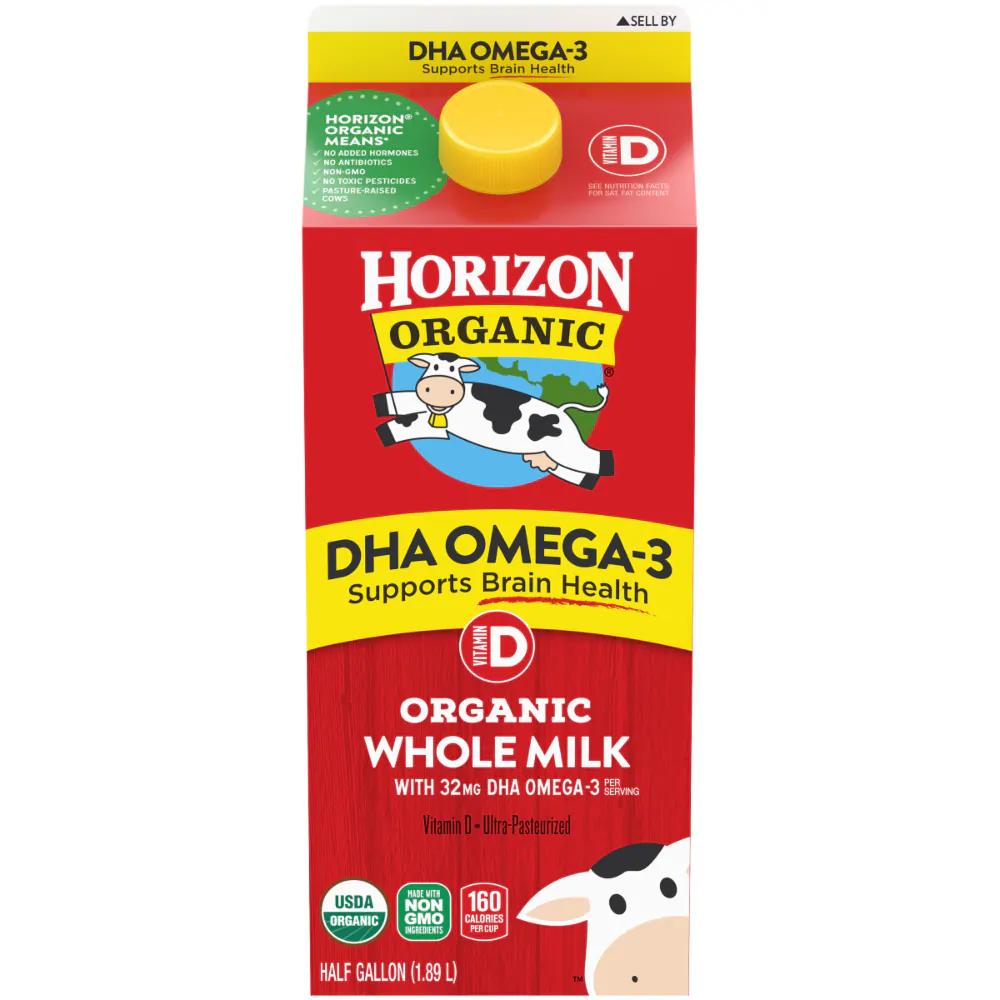 ▲SELL BY
DHA OMEGA-3
Supports Brain Health
HORIZON®
ORGANIC
MEANS*
✓ NO ADDED HORMONES
✓ NO ANTIBIOTICS
✓ NON-GMO
✓ NO TOXIC PESTICIDES
✓ PASTURE-RAISED
COWS
VITAMIN D
SEE NUTRITION FACTS
FOR SAT. FAT CONTENT
HORIZON
ORGANIC
®
DHA OMEGA-3
Supports Brain Health
VITAMIN D
ORGANIC
WHOLE MILK
WITH 32MG DHA OMEGA-3 PER
SERVING
Vitamin D • Ultra-Pasteurized
USDA
ORGANIC
MADE WITH
NON
GMO
INGREDIENTS
160
CALORIES
PER CUP
HALF GALLON (1.89 L)
TM